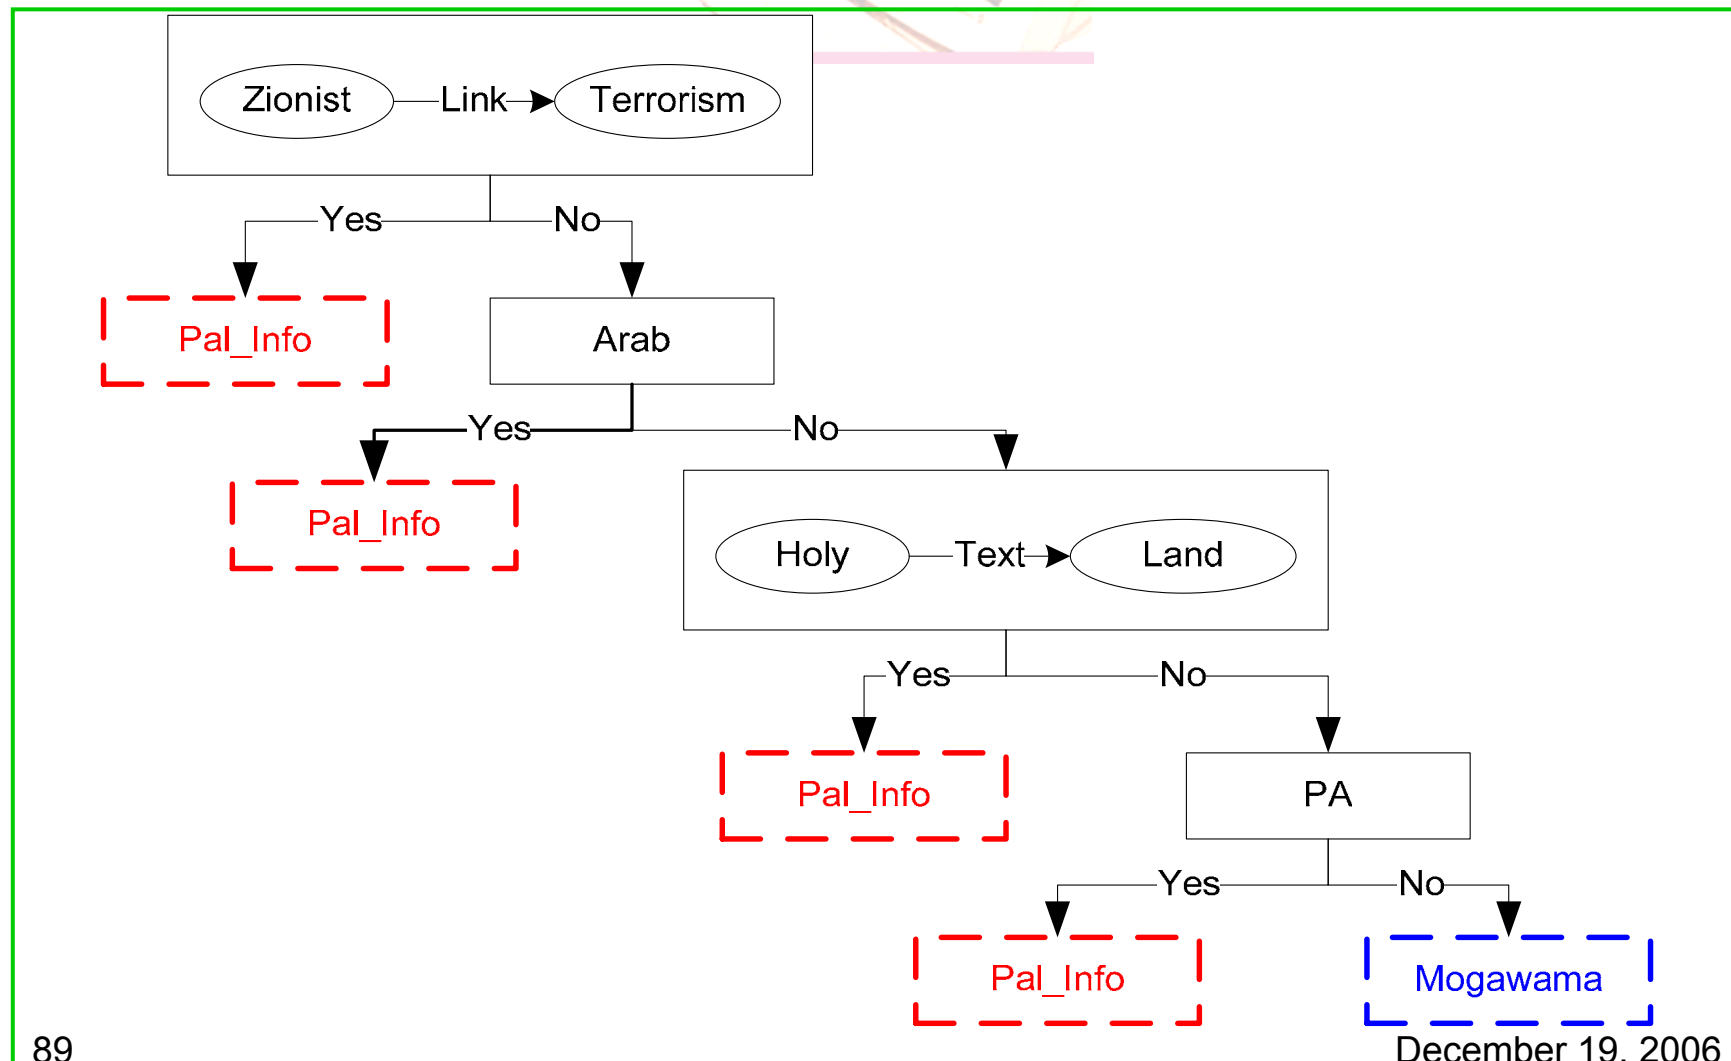 Zionist Link Terrorism
Yes No
Pal_Info Arab
Yes No
Pal_Info
Holy Text Land
Yes No
Pal_Info PA
Yes No
Pal_Info Mogawama
89 December 19, 2006